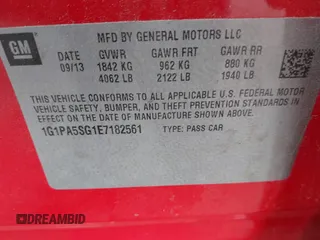 GM
MFD BY GENERAL MOTORS LLC
DATE GVWR GAWR FRT GAWR RR
09/13 1842 KG 962 KG 880 KG
4062 LB 2122 LB 1940 LB
THIS VEHICLE CONFORMS TO ALL APPLICABLE U.S. FEDERAL MOTOR
VEHICLE SAFETY, BUMPER, AND THEFT PREVENTION STANDARDS IN
EFFECT ON THE DATE OF MANUFACTURE SHOWN ABOVE.
1G1PA5SG1E7182561 TYPE: PASS CAR
DREAMBID